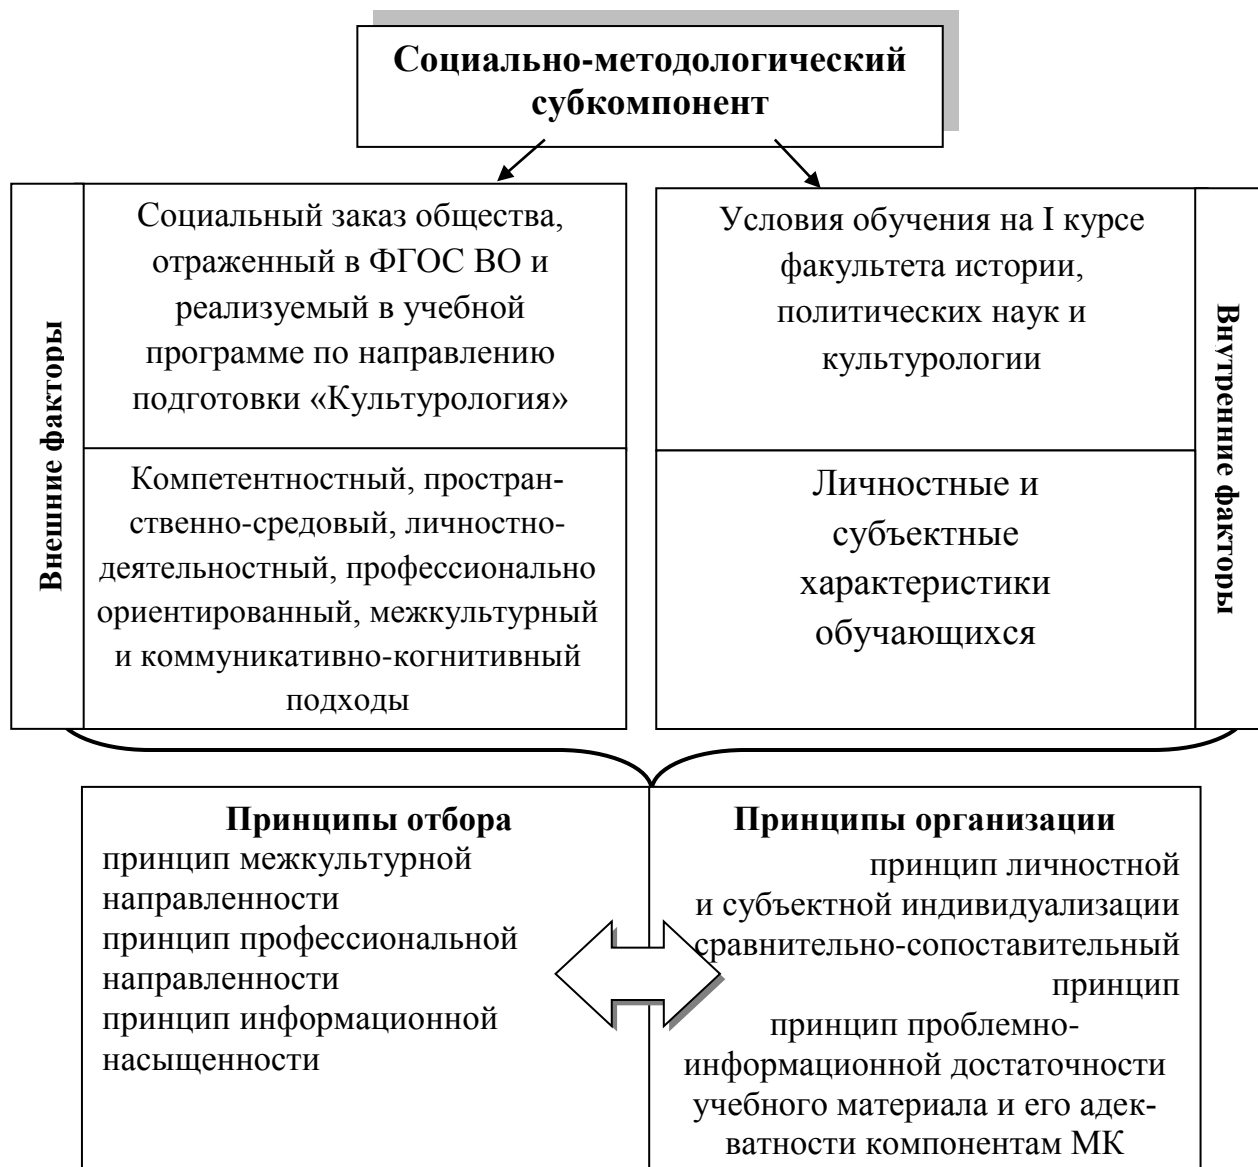 Социально-методологический
субкомпонент
Внешние факторы
Социальный заказ общества,
отраженный в ФГОС ВО и
реализуемый в учебной
программе по направлению
подготовки «Культурология»
Компетентностный, простран-
ственно-средовый, личностно-
деятельностный, профессионально
ориентированный, межкультурный
и коммуникативно-когнитивный
подходы
Условия обучения на I курсе
факультета истории,
политических наук и
культурологии
Личностные и
субъектные
характеристики
обучающихся
Внутренние факторы
Принципы отбора
принцип межкультурной
направленности
принцип профессиональной
направленности
принцип информационной
насыщенности
Принципы организации
принцип личностной
и субъектной индивидуализации
сравнительно-сопоставительный
принцип
принцип проблемно-
информационной достаточности
учебного материала и его адек-
ватности компонентам МК